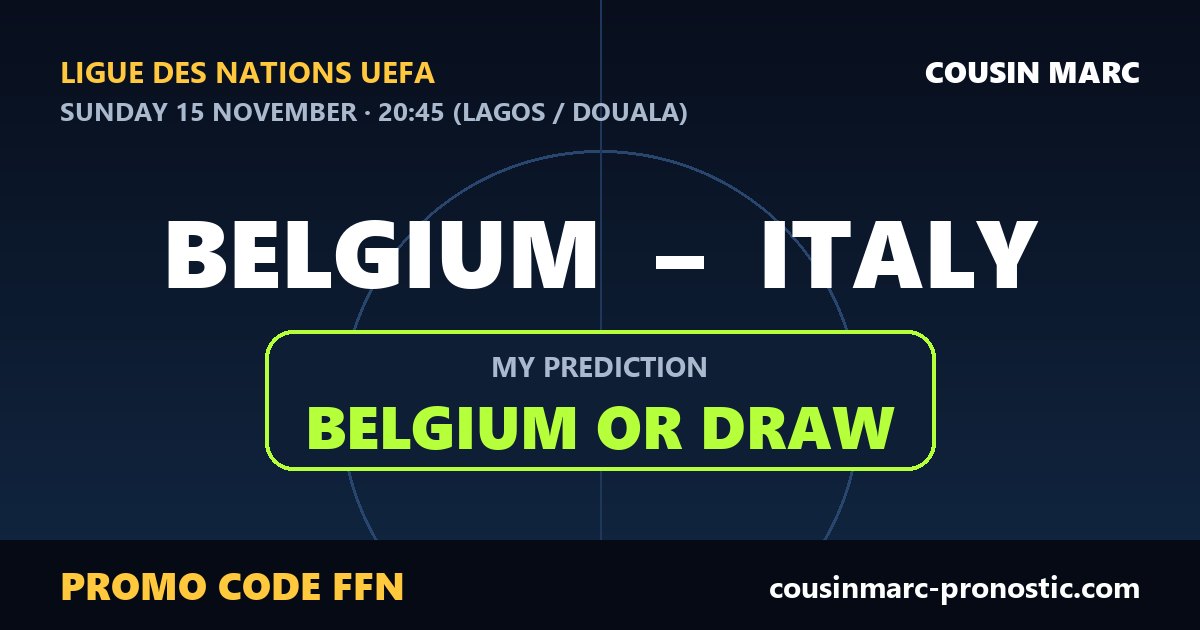 LIGUE DES NATIONS UEFA
COUSIN MARC
SUNDAY 15 NOVEMBER · 20:45 (LAGOS / DOUALA)
BELGIUM – ITALY
MY PREDICTION
BELGIUM OR DRAW
PROMO CODE FFN
cousinmarc-pronostic.com